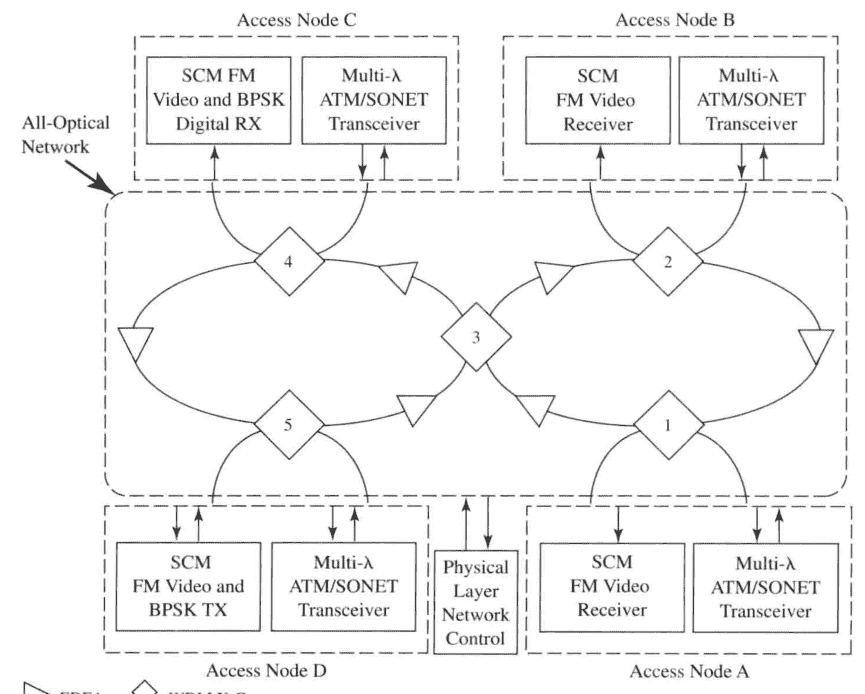 Access Node C
Access Node B
SCM FM
Video and BPSK
Digital RX
Multi-λ
ATM/SONET
Transceiver
SCM
FM Video
Receiver
Multi-λ
ATM/SONET
Transceiver
All-Optical
Network
4
2
3
5
1
SCM
FM Video and
BPSK TX
Multi-λ
ATM/SONET
Transceiver
Physical
Layer
Network
Control
SCM
FM Video
Receiver
Multi-λ
ATM/SONET
Transceiver
Access Node D
Access Node A